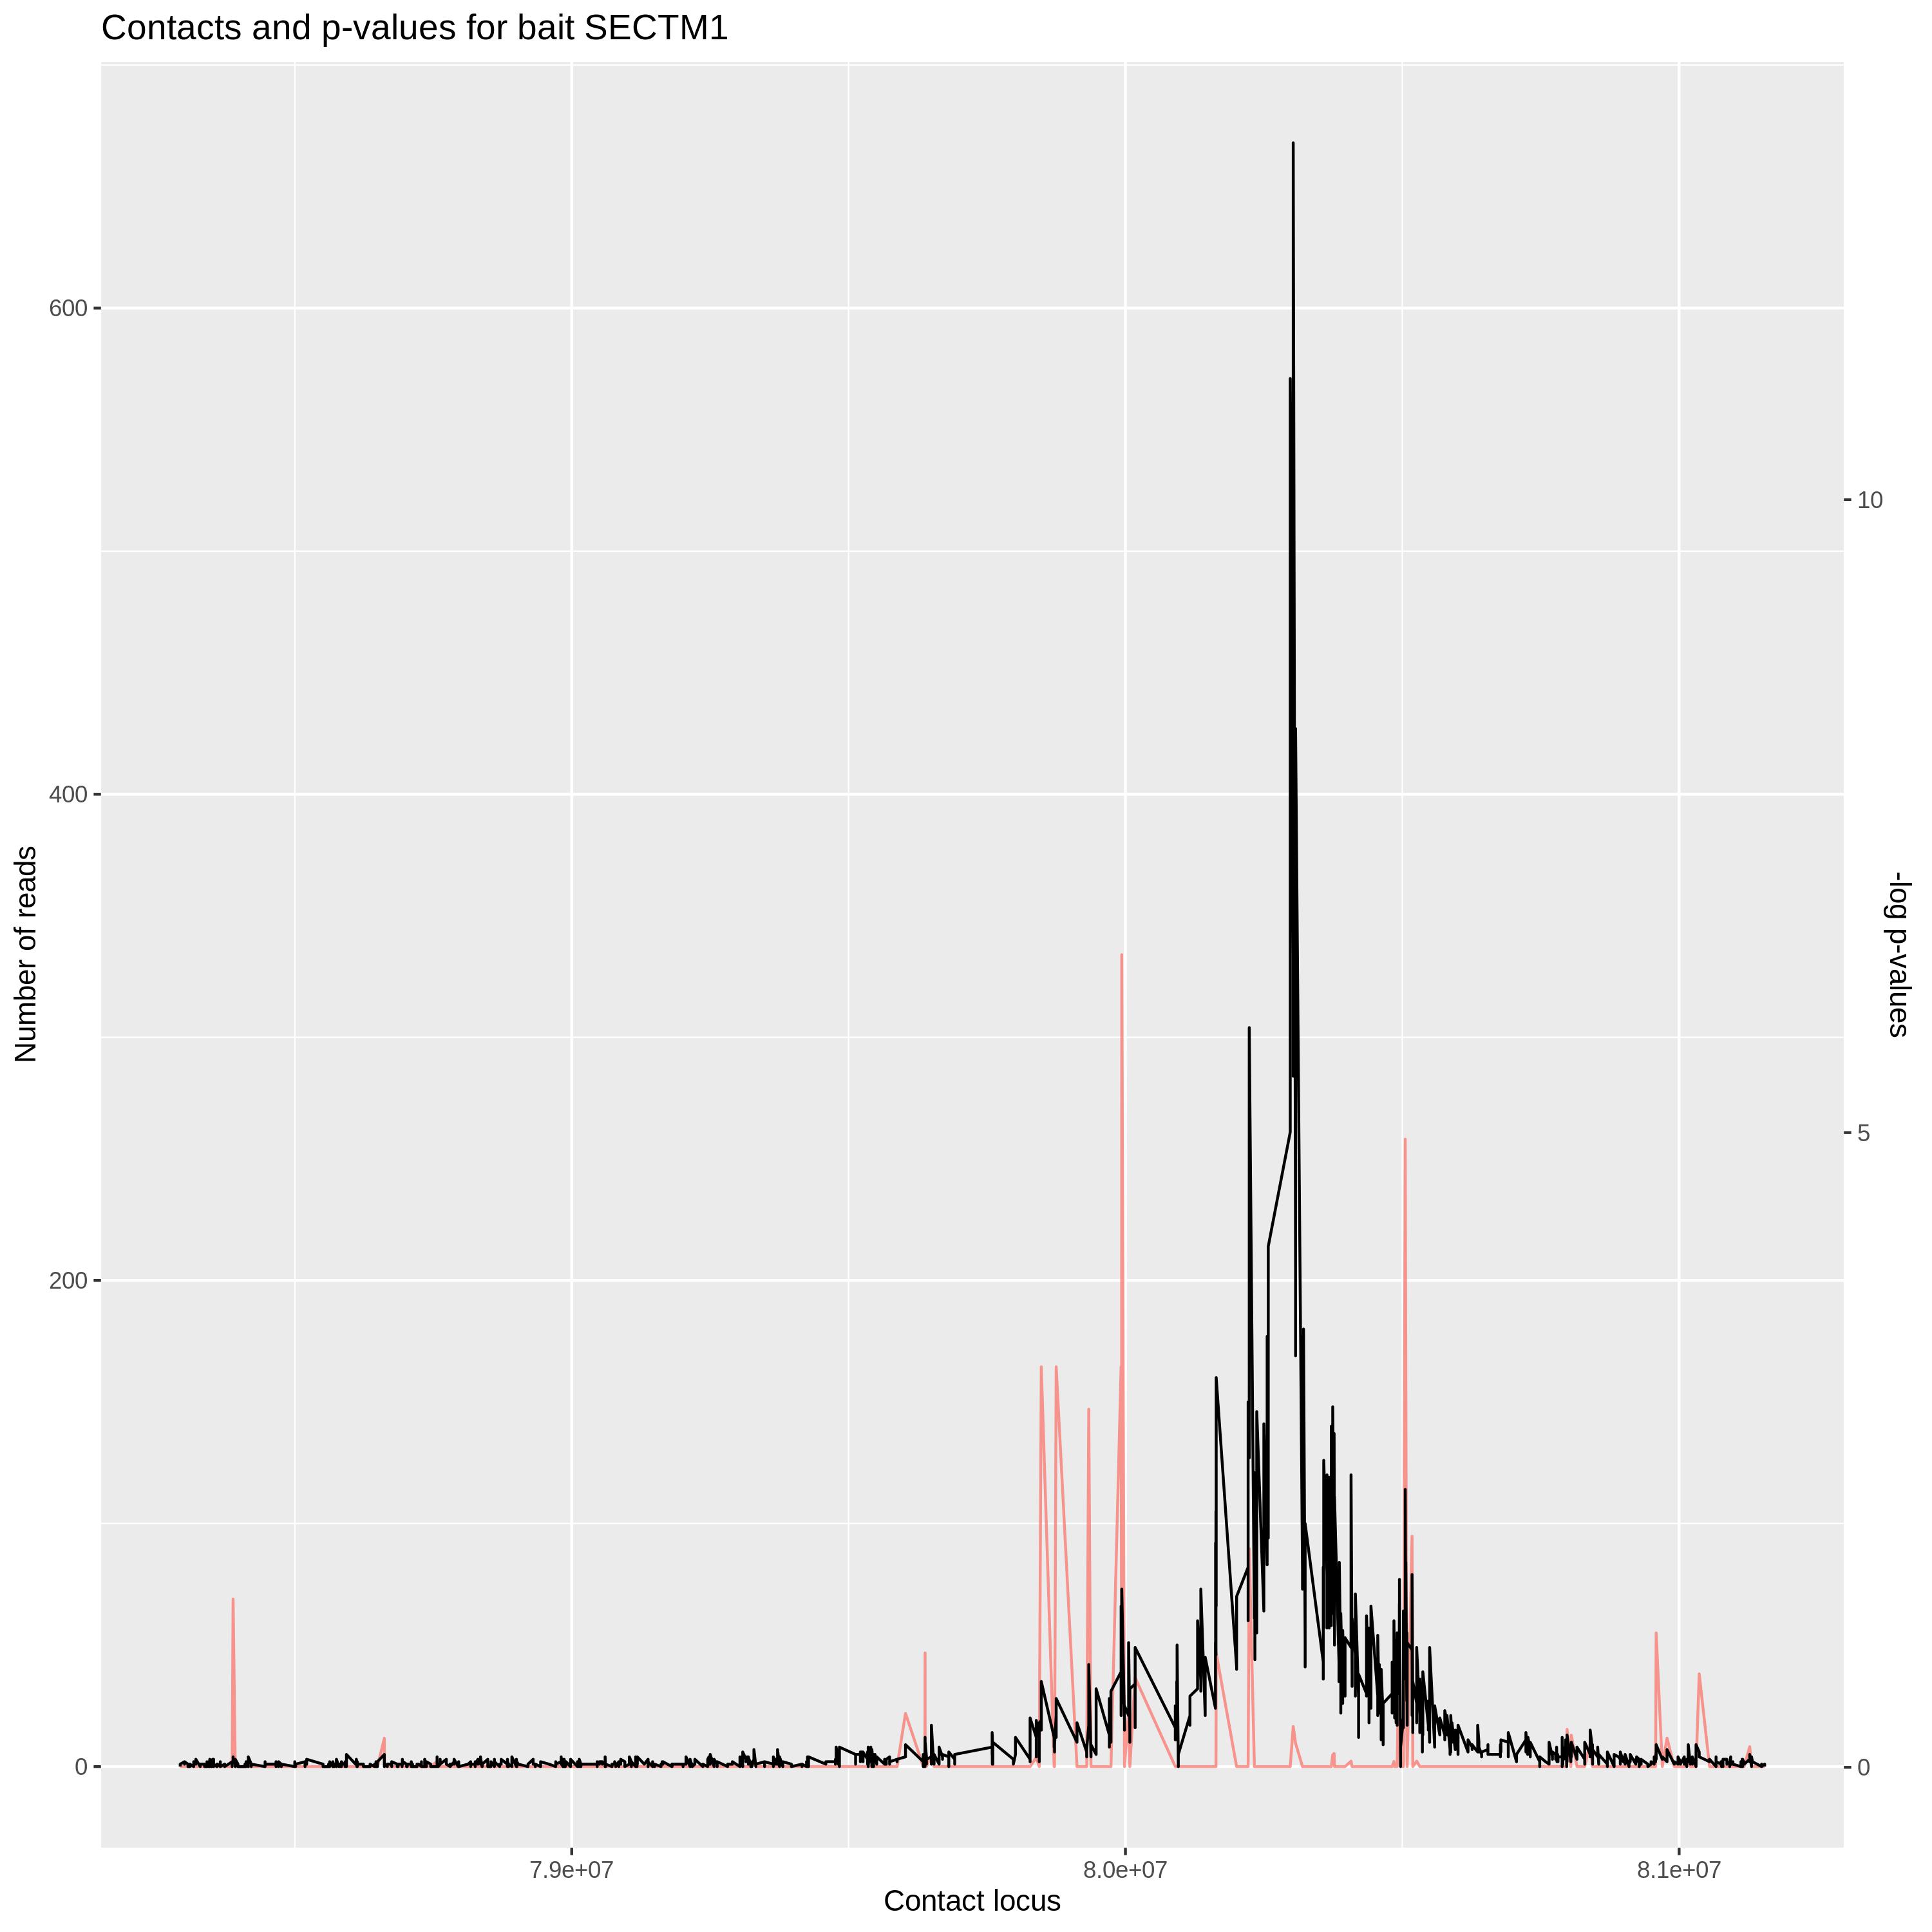 Contacts and p-values for bait SECTM1
600
400
200
0
Number of reads
10
5
0
-log p-values
7.9e+07
8.0e+07
8.1e+07
Contact locus